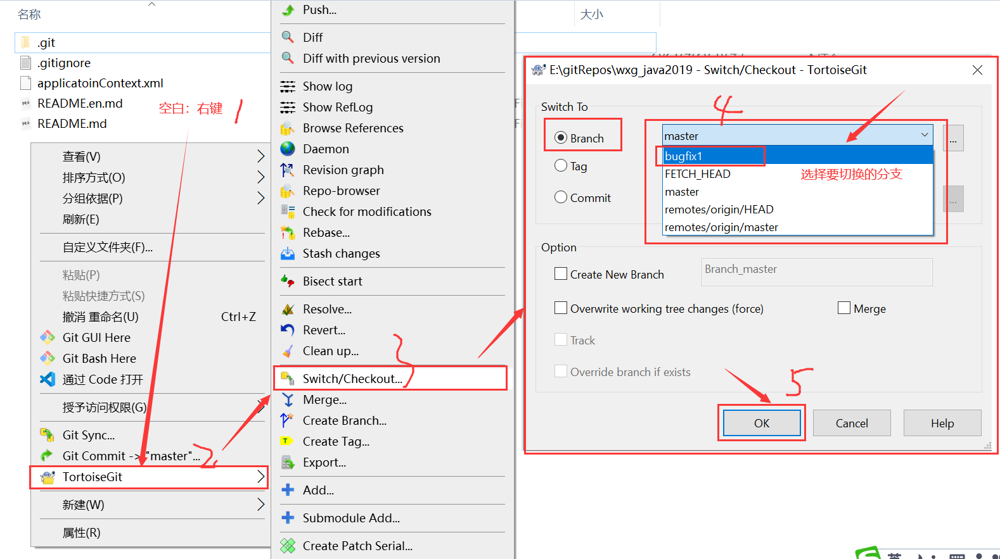 名称
大小
.git
.gitignore
applicatoinContext.xml
README.en.md
README.md
空白：右键
1
查看(V)
排序方式(O)
分组依据(P)
刷新(E)
自定义文件夹(F)...
粘贴(P)
粘贴快捷方式(S)
撤消 重命名(U) Ctrl+Z
Git GUI Here
Git Bash Here
通过 Code 打开
授予访问权限(G)
Git Sync...
Git Commit -> "master"...
2
TortoiseGit
新建(W)
属性(R)
Push...
Diff
Diff with previous version
Show log
Show RefLog
Browse References
Daemon
Revision graph
Repo-browser
Check for modifications
Rebase...
Stash changes
Bisect start
Resolve...
Revert...
Clean up...
3
Switch/Checkout...
Merge...
Create Branch...
Create Tag...
Export...
Add...
Submodule Add...
Create Patch Serial...
E:\gitRepos\wxg_java2019 - Switch/Checkout - TortoiseGit
Switch To
4
Branch
master
...
bugfix1
Tag
FETCH_HEAD
选择要切换的分支
master
Commit
...
remotes/origin/HEAD
remotes/origin/master
Option
Create New Branch
Branch_master
Overwrite working tree changes (force)
Merge
Track
Override branch if exists
5
OK
Cancel
Help